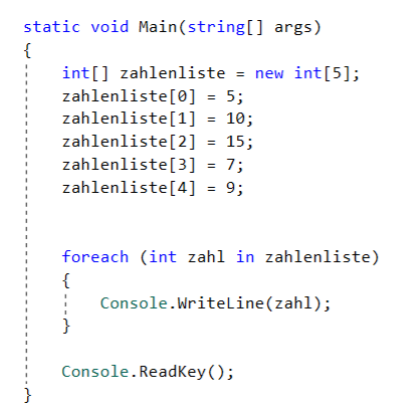 static void Main(string[] args)
{
    int[] zahlenliste = new int[5];
    zahlenliste[0] = 5;
    zahlenliste[1] = 10;
    zahlenliste[2] = 15;
    zahlenliste[3] = 7;
    zahlenliste[4] = 9;
    foreach (int zahl in zahlenliste)
    {
        Console.WriteLine(zahl);
    }
    Console.ReadKey();
}